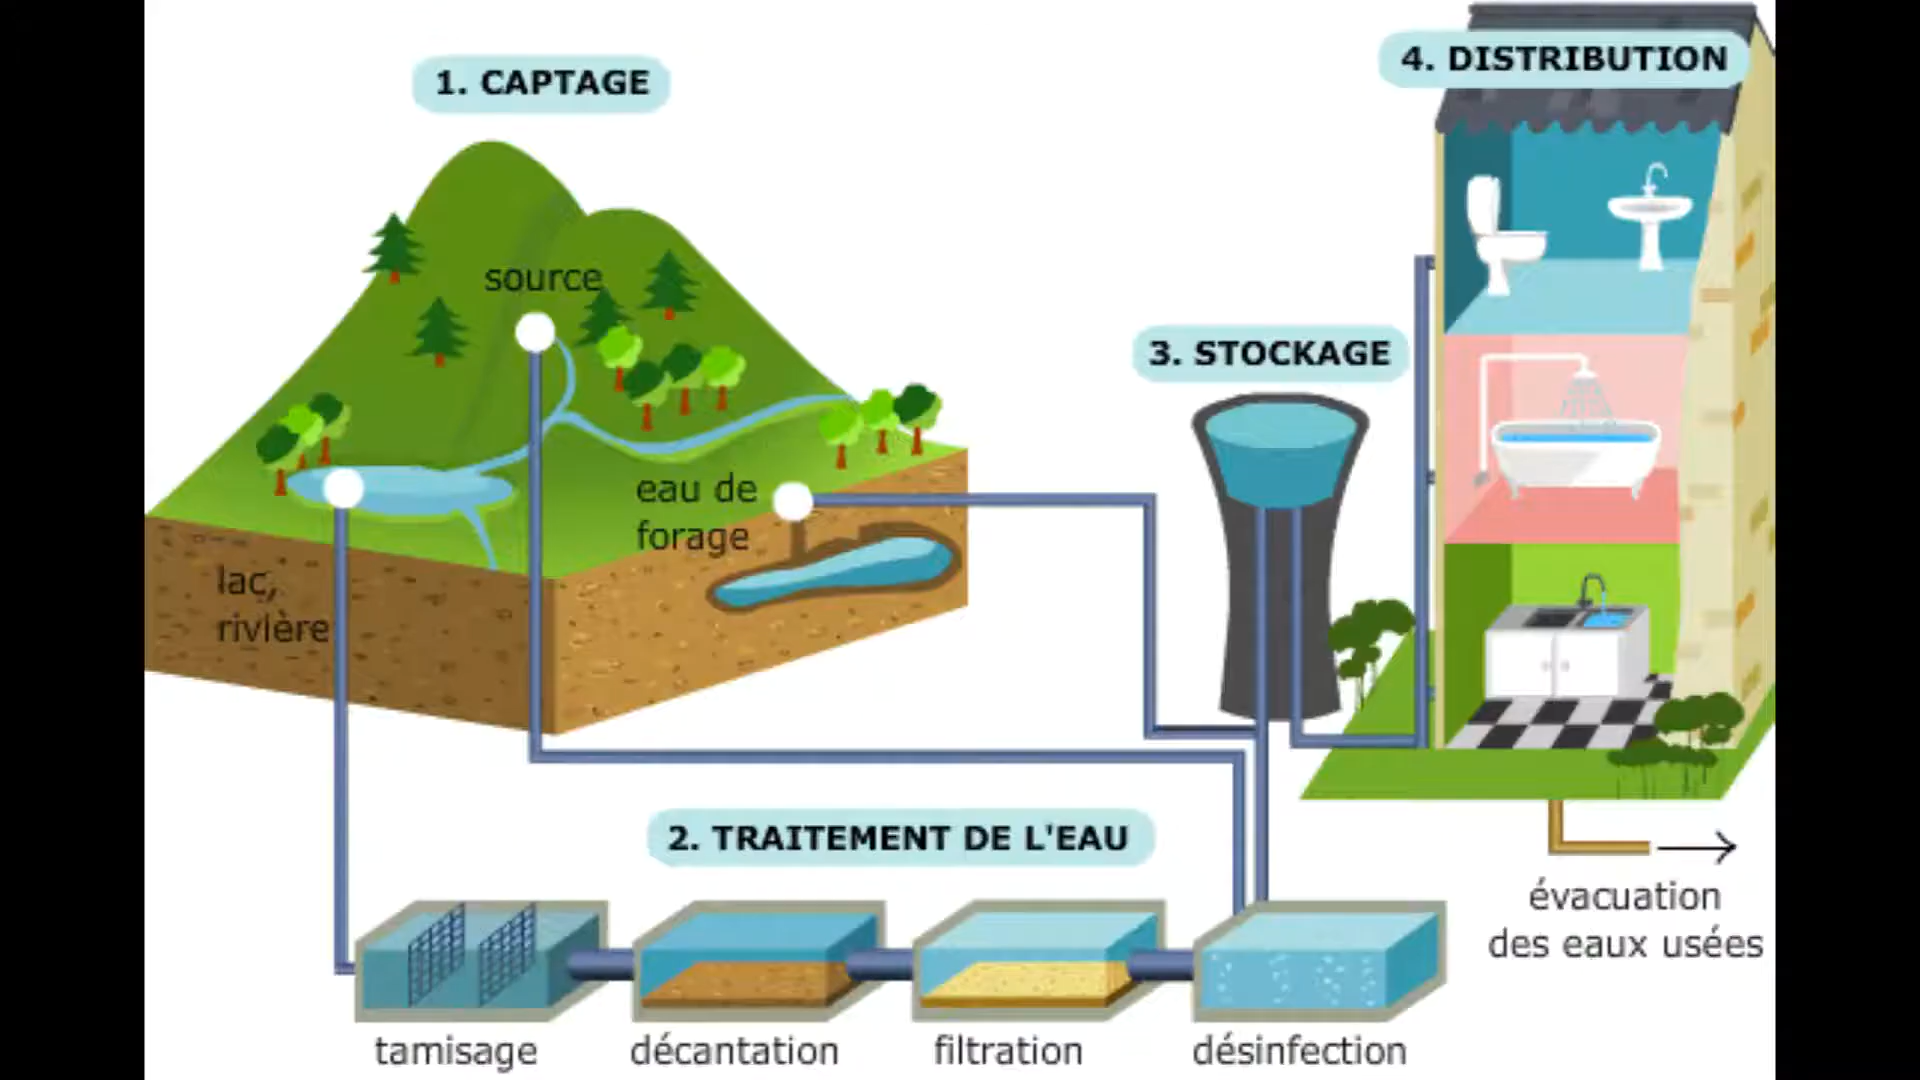 1. CAPTAGE
source
eau de
forage
lac,
rivière
2. TRAITEMENT DE L'EAU
tamisage
décantation
filtration
désinfection
3. STOCKAGE
4. DISTRIBUTION
évacuation
des eaux usées